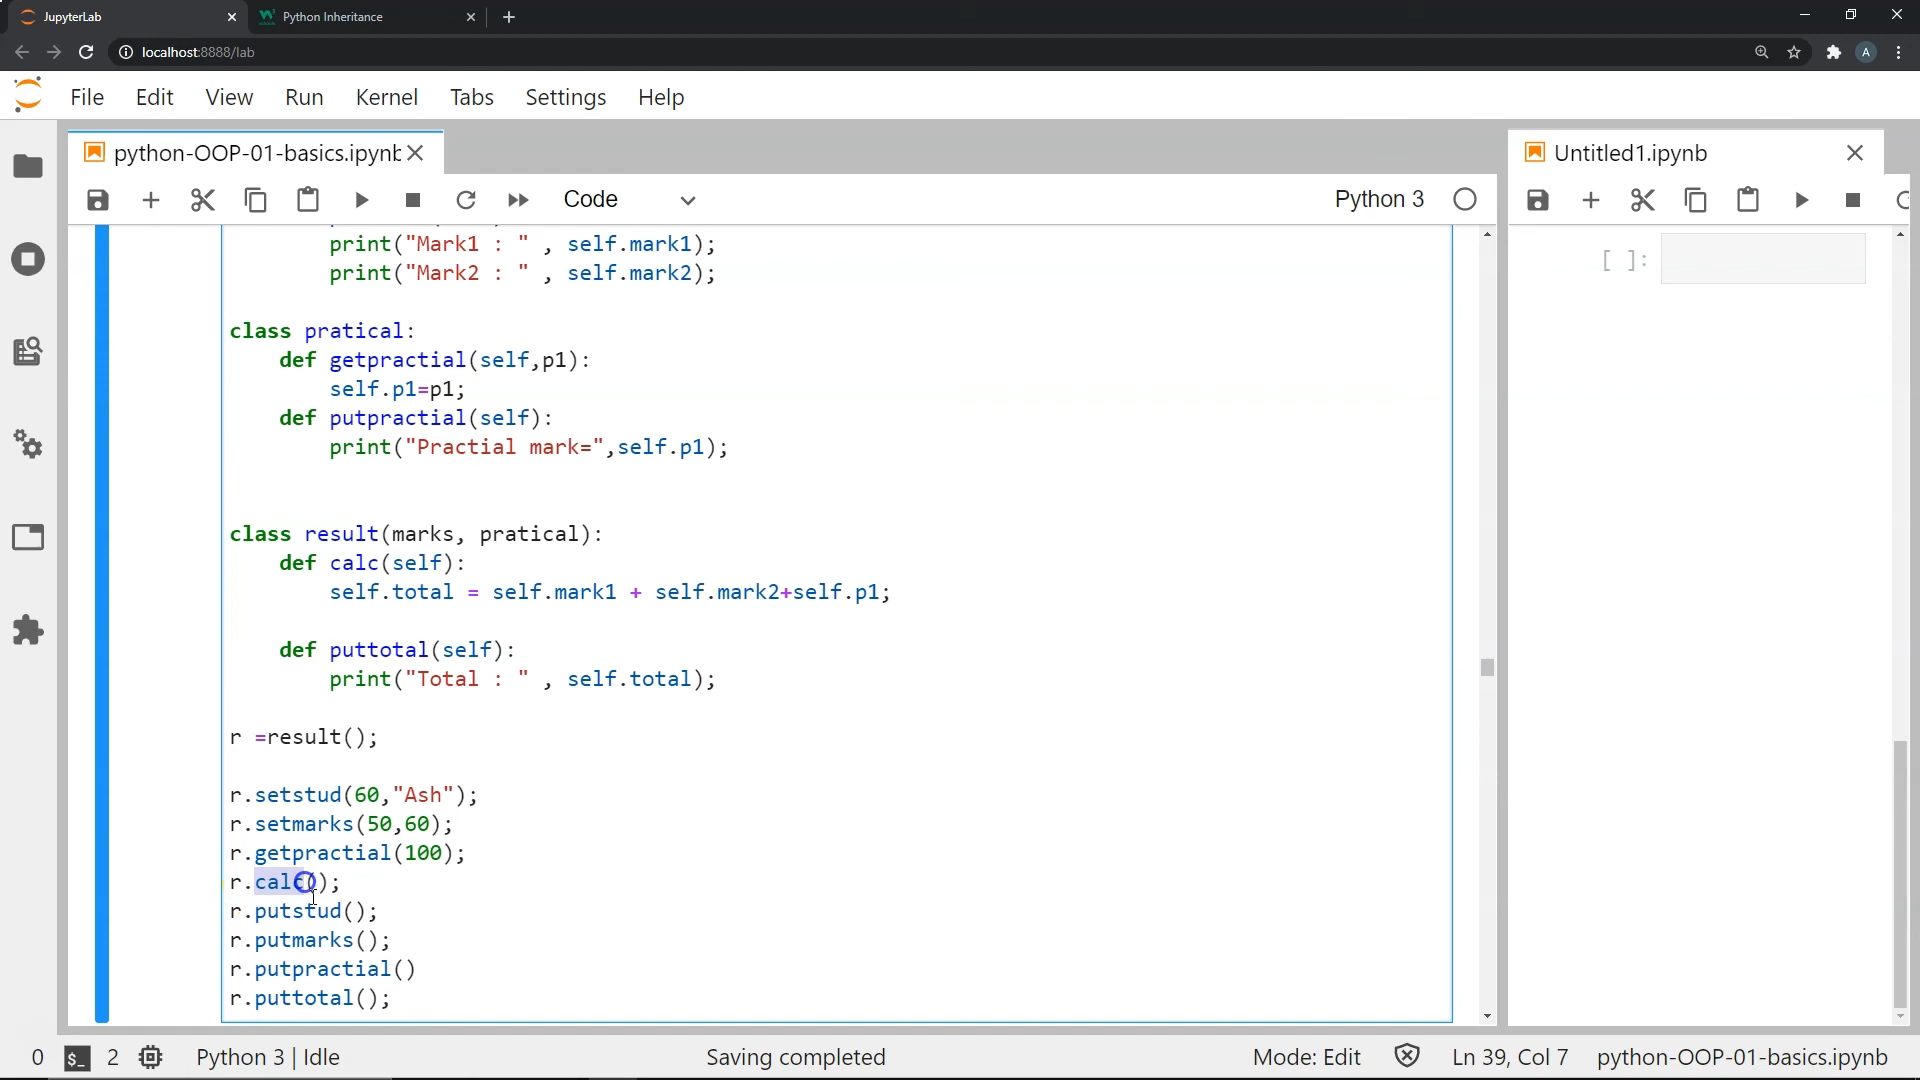 JupyterLab
Python Inheritance
localhost:8888/lab
A
File Edit View Run Kernel Tabs Settings Help
python-OOP-01-basics.ipynb
Untitled1.ipynb
Code
Python 3
print("Mark1 : " , self.mark1);
print("Mark2 : " , self.mark2);
class pratical:
def getpractial(self,p1):
self.p1=p1;
def putpractial(self):
print("Practial mark=",self.p1);
class result(marks, pratical):
def calc(self):
self.total = self.mark1 + self.mark2+self.p1;
def puttotal(self):
print("Total : " , self.total);
r =result();
r.setstud(60,"Ash");
r.setmarks(50,60);
r.getpractial(100);
r.calc();
r.putstud();
r.putmarks();
r.putpractial()
r.puttotal();
[ ]:
0 $_ 2 Python 3 | Idle Saving completed Mode: Edit Ln 39, Col 7 python-OOP-01-basics.ipynb